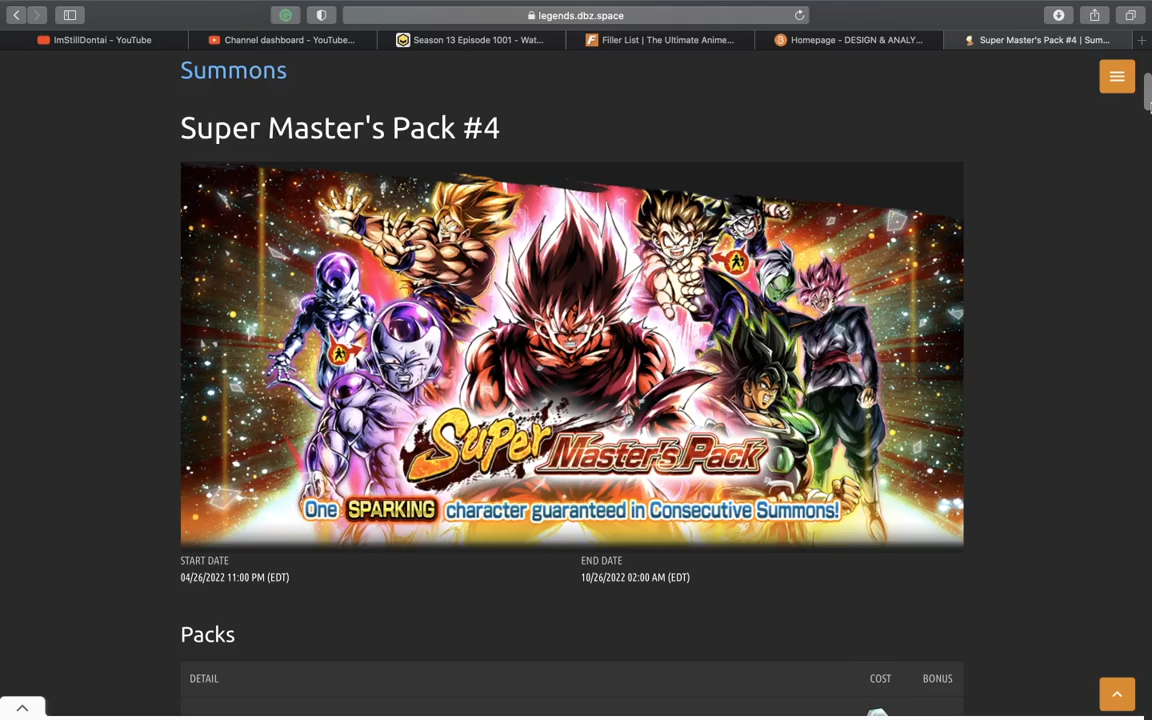 legends.dbz.space
ImStillDontai - YouTube
Channel dashboard - YouTube...
Season 13 Episode 1001 - Wat...
Filler List | The Ultimate Anime...
Homepage - DESIGN & ANALY...
Super Master's Pack #4 | Sum...
Summons
Super Master's Pack #4
Super Master's Pack
One SPARKING character guaranteed in Consecutive Summons!
START DATE
04/26/2022 11:00 PM (EDT)
END DATE
10/26/2022 02:00 AM (EDT)
Packs
DETAIL COST BONUS